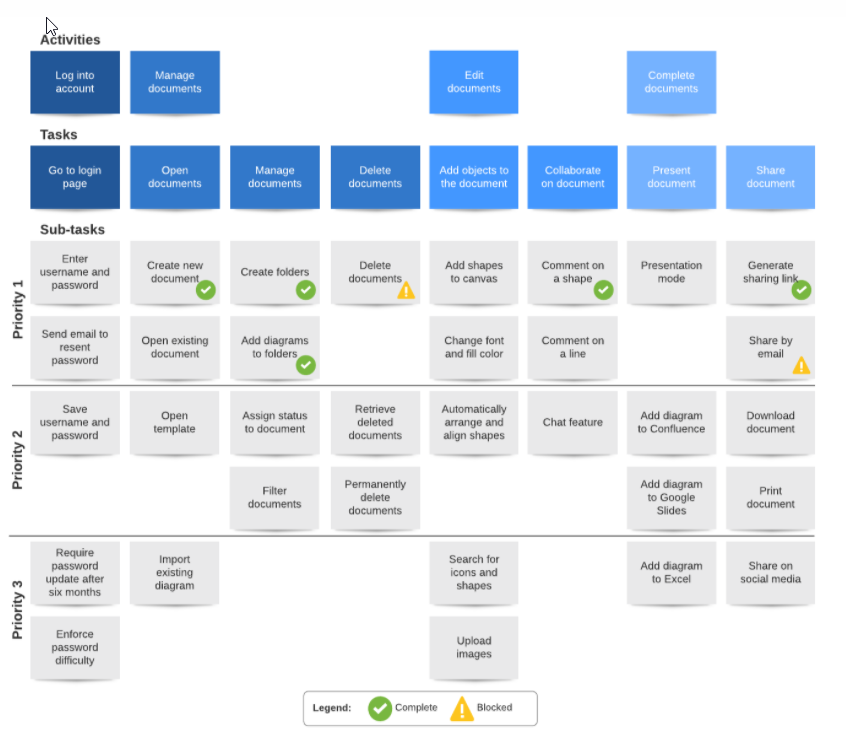 Activities
Log into
account
Manage
documents
Edit
documents
Complete
documents
Tasks
Go to login
page
Open
documents
Manage
documents
Delete
documents
Add objects to
the document
Collaborate
on document
Present
document
Share
document
Sub-tasks
Priority 1
Enter
username and
password
Create new
document
Create folders
Delete
documents
Add shapes
to canvas
Comment on
a shape
Presentation
mode
Generate
sharing link
Send email to
resent
password
Open existing
document
Add diagrams
to folders
Change font
and fill color
Comment on
a line
Share by
email
Priority 2
Save
username and
password
Open
template
Assign status
to document
Retrieve
deleted
documents
Automatically
arrange and
align shapes
Chat feature
Add diagram
to Confluence
Download
document
Filter
documents
Permanently
delete
documents
Add diagram
to Google
Slides
Print
document
Priority 3
Require
password
update after
six months
Import
existing
diagram
Search for
icons and
shapes
Add diagram
to Excel
Share on
social media
Enforce
password
difficulty
Upload
images
Legend:
Complete
Blocked